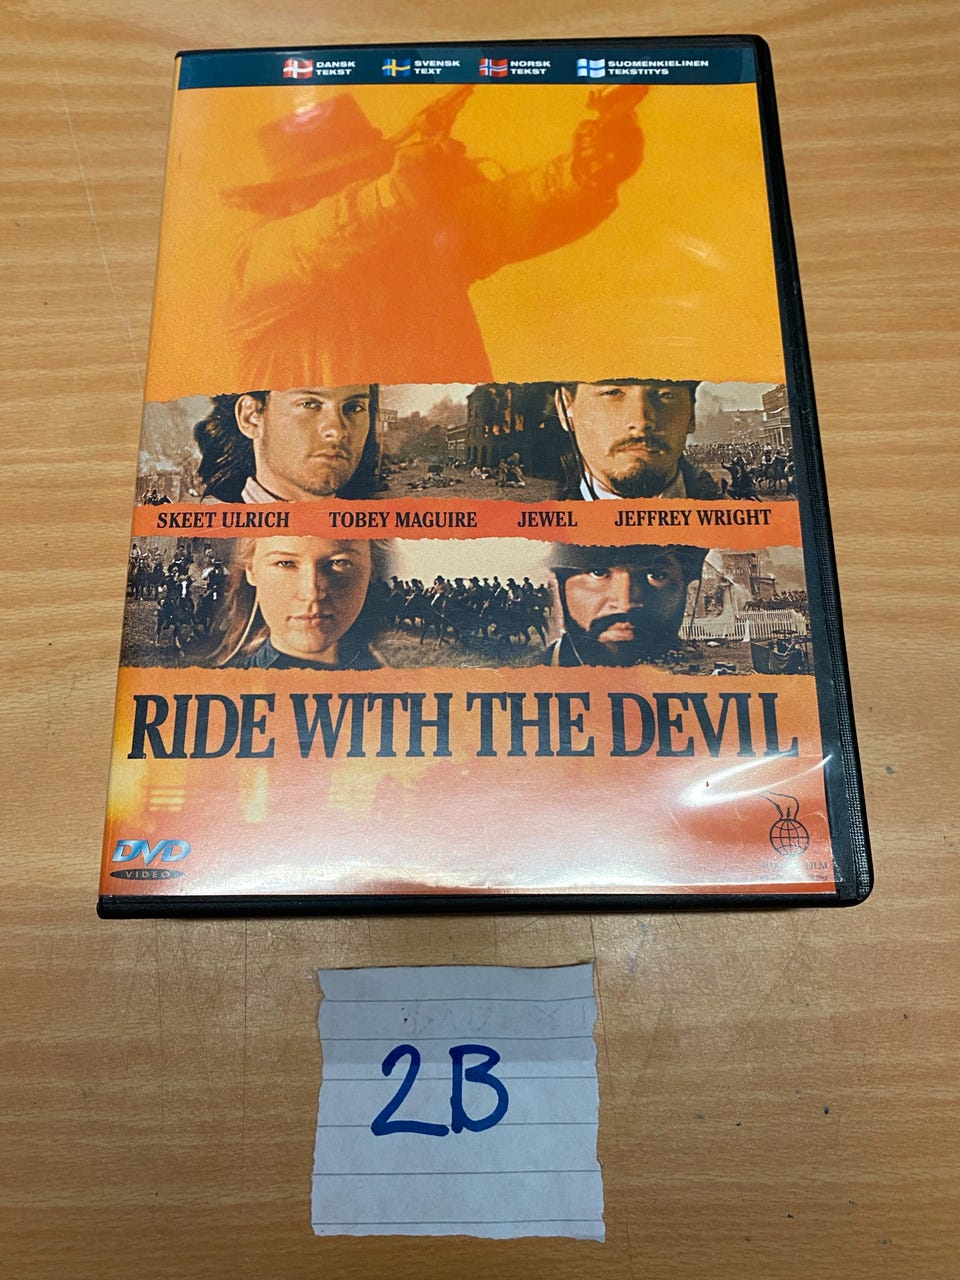 DANSK TEKST
SVENSK TEXT
NORSK TEKST
SUOMENKIELINEN TEKSTITYS
SKEET ULRICH TOBEY MAGUIRE JEWEL JEFFREY WRIGHT
RIDE WITH THE DEVIL
DVD
VIDEO
FILM
2B